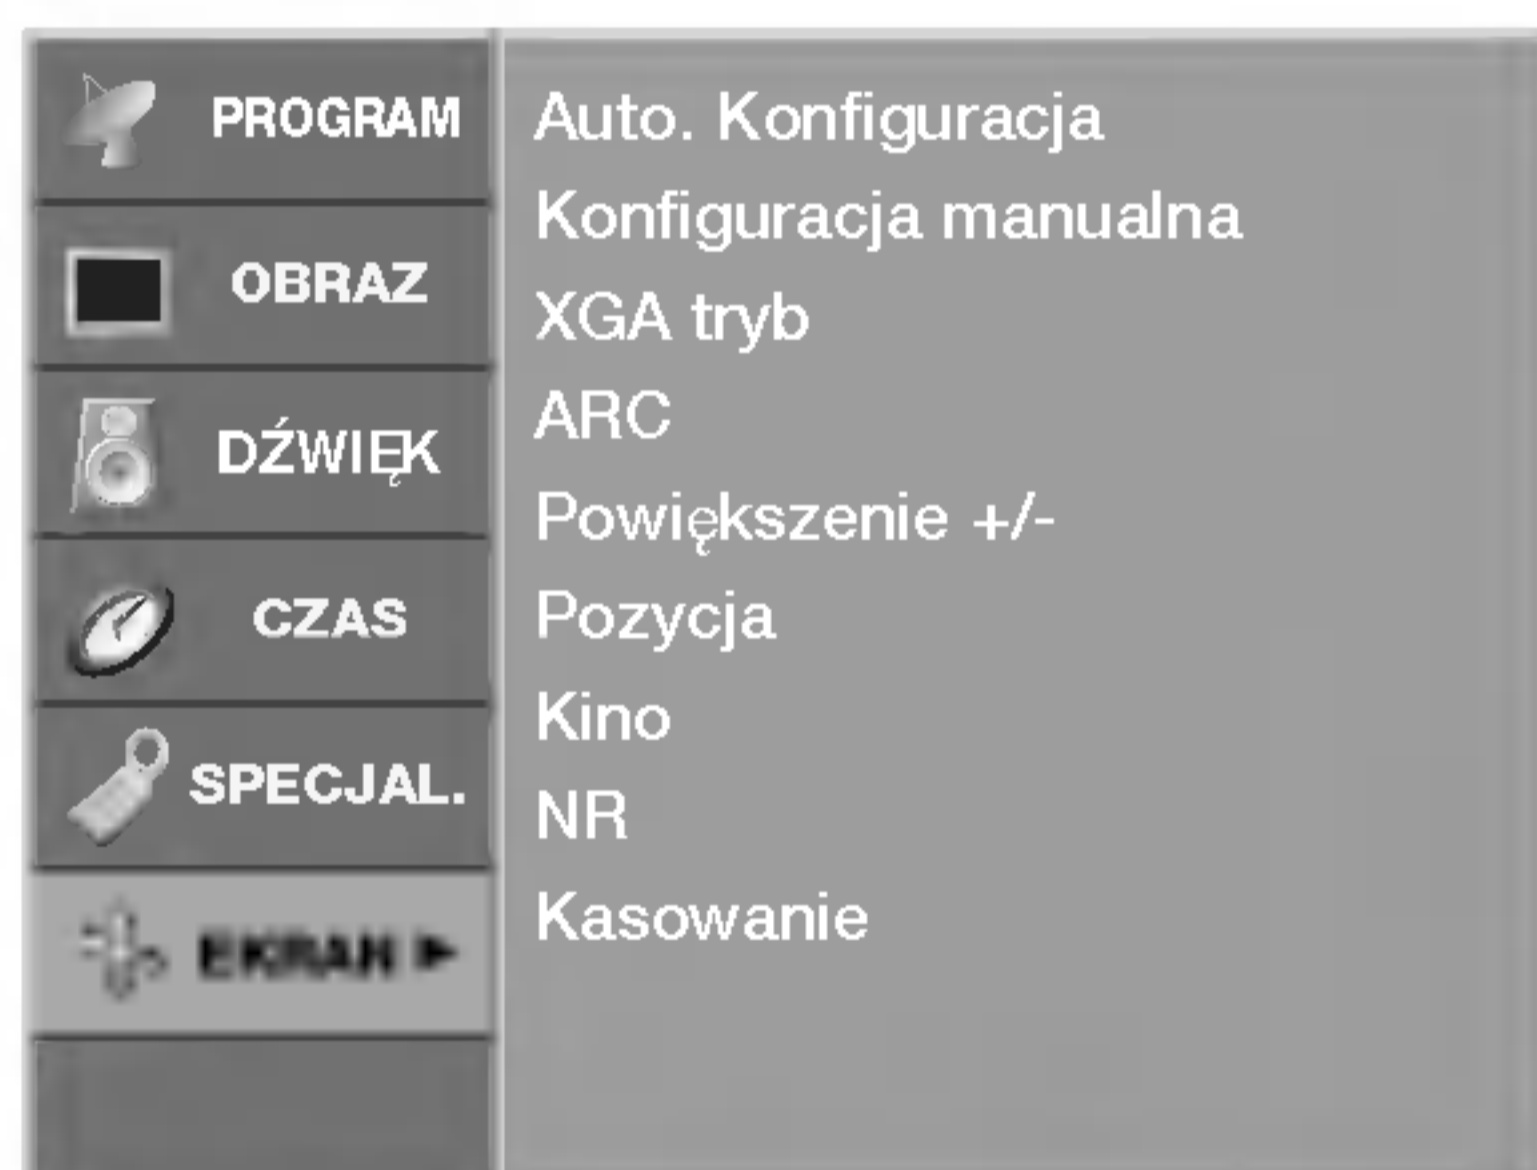 PROGRAM
OBRAZ
DŹWIĘK
CZAS
SPECJAL.
EKRAN ►
Auto. Konfiguracja
Konfiguracja manualna
XGA tryb
ARC
Powiększenie +/-
Pozycja
Kino
NR
Kasowanie